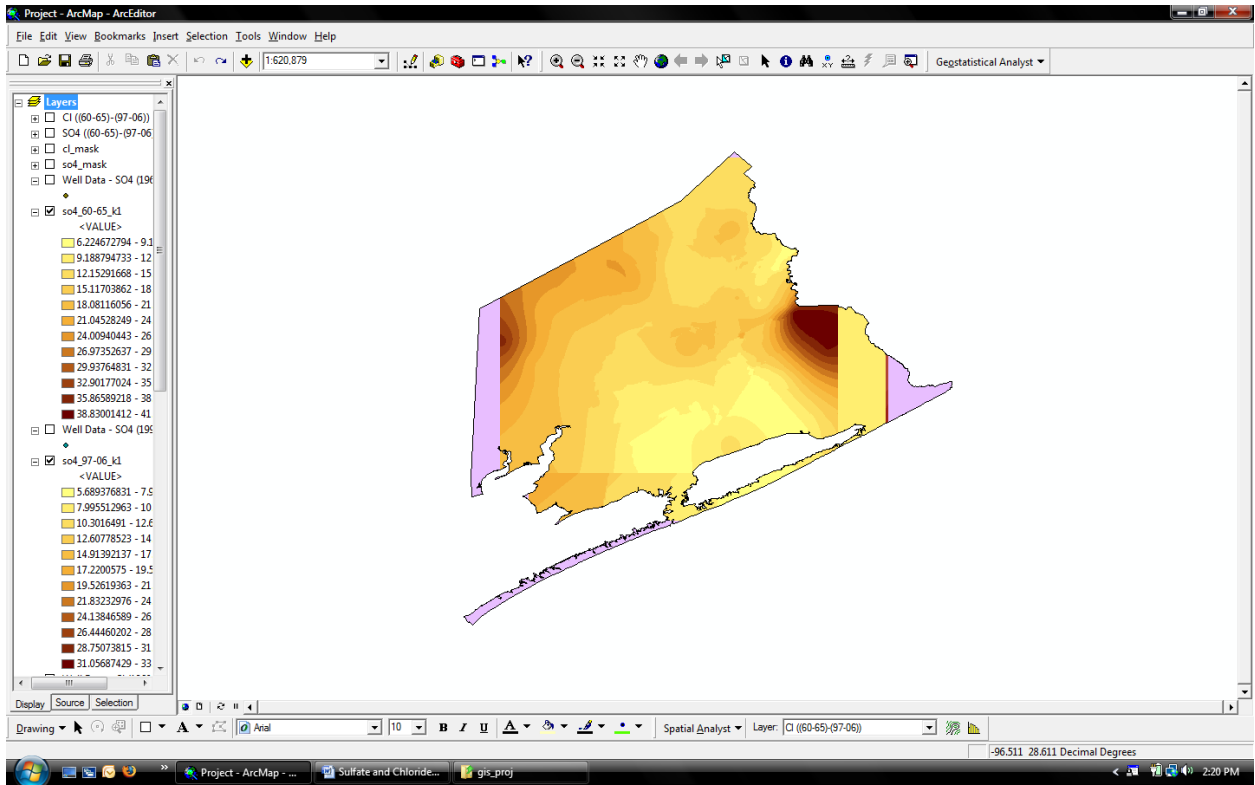 Project - ArcMap - ArcEditor
File Edit View Bookmarks Insert Selection Tools Window Help
1:620,879
Geostatistical Analyst
Layers
Cl ((60-65)-(97-06))
SO4 ((60-65)-(97-06
cl_mask
so4_mask
Well Data - SO4 (196
so4_60-65_k1
<VALUE>
6.224672794 - 9.1
9.188794733 - 12
12.15291668 - 15
15.11703862 - 18
18.08116056 - 21
21.04528249 - 24
24.00940443 - 26
26.97352637 - 29
29.93764831 - 32
32.90177024 - 35
35.86589218 - 38
38.83001412 - 41
Well Data - SO4 (199
so4_97-06_k1
<VALUE>
5.689376831 - 7.9
7.995512963 - 10
10.3016491 - 12.6
12.60778523 - 14
14.91392137 - 17
17.2200575 - 19.5
19.52619363 - 21
21.83232976 - 24
24.13846589 - 26
26.44460202 - 28
28.75073815 - 31
31.05687429 - 33
Display Source Selection
Drawing A Arial 10 B I U A Spatial Analyst Layer: Cl ((60-65)-(97-06))
-96.511 28.611 Decimal Degrees
Project - ArcMap - ... Sulfate and Chloride... gis_proj 2:20 PM